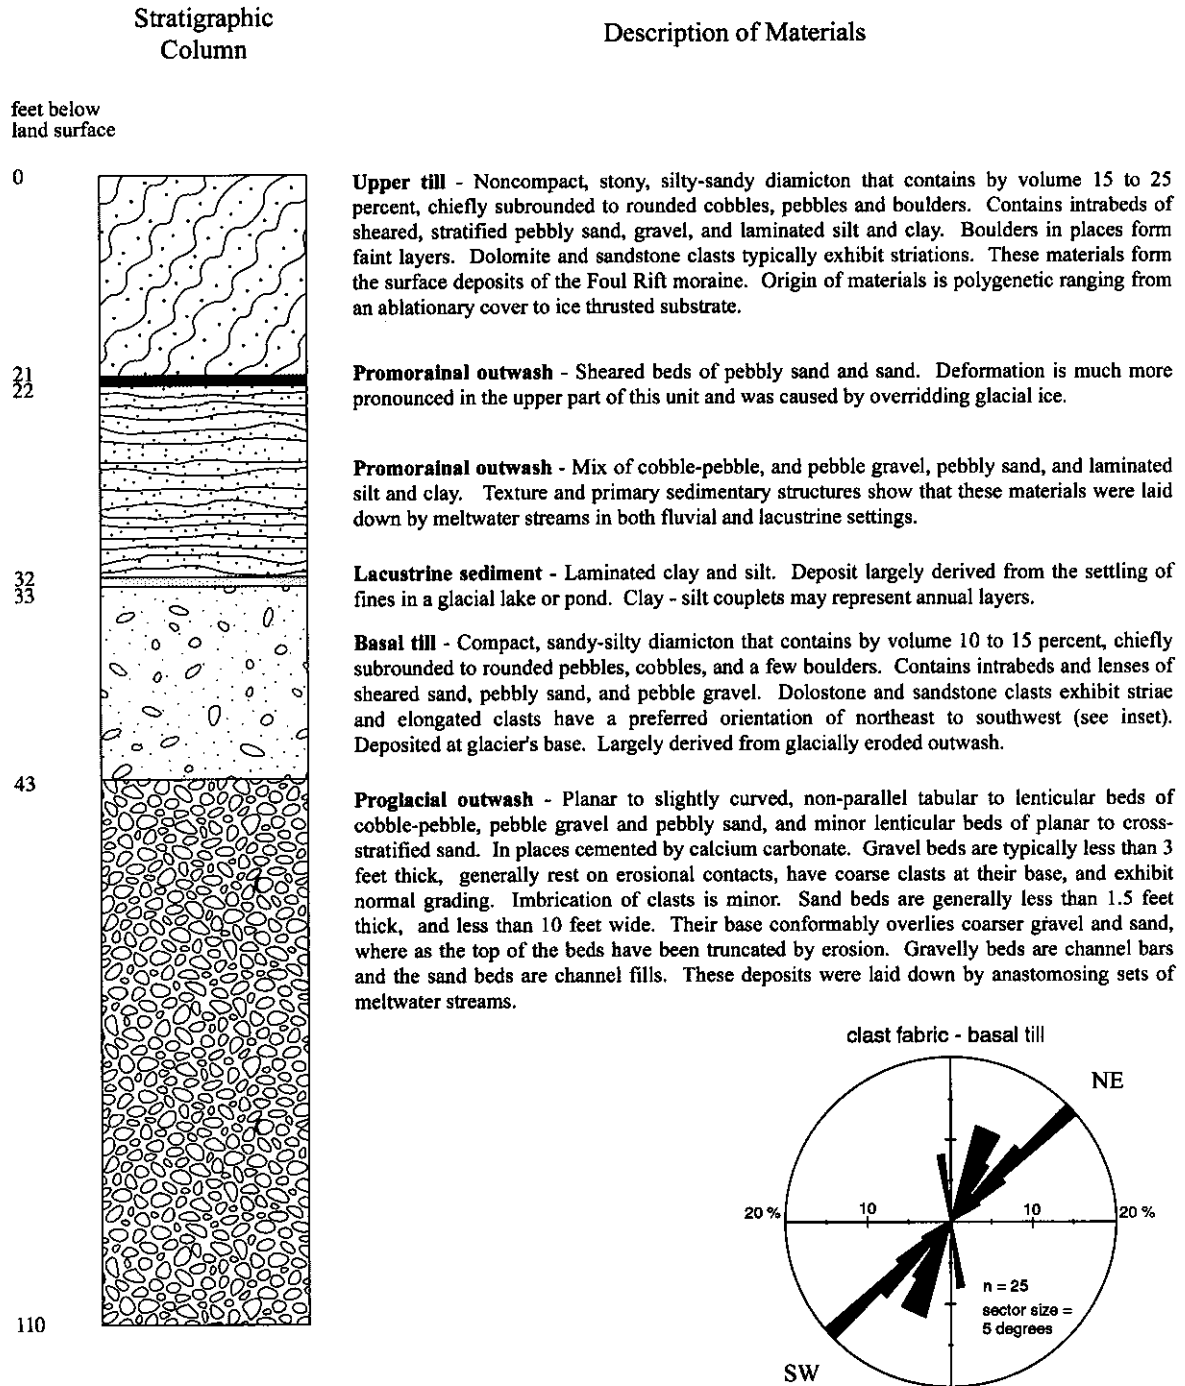 Stratigraphic
Column
Description of Materials
feet below
land surface
0
Upper till - Noncompact, stony, silty-sandy diamicton that contains by volume 15 to 25
percent, chiefly subrounded to rounded cobbles, pebbles and boulders. Contains intrabeds of
sheared, stratified pebbly sand, gravel, and laminated silt and clay. Boulders in places form
faint layers. Dolomite and sandstone clasts typically exhibit striations. These materials form
the surface deposits of the Foul Rift moraine. Origin of materials is polygenetic ranging from
an ablationary cover to ice thrusted substrate.
21
22
Promorainal outwash - Sheared beds of pebbly sand and sand. Deformation is much more
pronounced in the upper part of this unit and was caused by overridding glacial ice.
Promorainal outwash - Mix of cobble-pebble, and pebble gravel, pebbly sand, and laminated
silt and clay. Texture and primary sedimentary structures show that these materials were laid
down by meltwater streams in both fluvial and lacustrine settings.
32
33
Lacustrine sediment - Laminated clay and silt. Deposit largely derived from the settling of
fines in a glacial lake or pond. Clay - silt couplets may represent annual layers.
Basal till - Compact, sandy-silty diamicton that contains by volume 10 to 15 percent, chiefly
subrounded to rounded pebbles, cobbles, and a few boulders. Contains intrabeds and lenses of
sheared sand, pebbly sand, and pebble gravel. Dolostone and sandstone clasts exhibit striae
and elongated clasts have a preferred orientation of northeast to southwest (see inset).
Deposited at glacier's base. Largely derived from glacially eroded outwash.
43
Proglacial outwash - Planar to slightly curved, non-parallel tabular to lenticular beds of
cobble-pebble, pebble gravel and pebbly sand, and minor lenticular beds of planar to cross-
stratified sand. In places cemented by calcium carbonate. Gravel beds are typically less than 3
feet thick, generally rest on erosional contacts, have coarse clasts at their base, and exhibit
normal grading. Imbrication of clasts is minor. Sand beds are generally less than 1.5 feet
thick, and less than 10 feet wide. Their base conformably overlies coarser gravel and sand,
where as the top of the beds have been truncated by erosion. Gravelly beds are channel bars
and the sand beds are channel fills. These deposits were laid down by anastomosing sets of
meltwater streams.
110
clast fabric - basal till
NE
20 %
10
10
20 %
n = 25
sector size =
5 degrees
SW